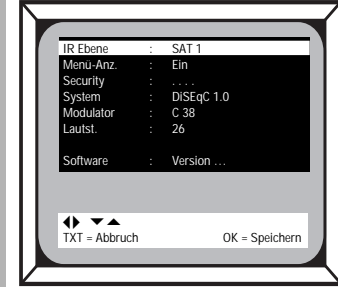 IR Ebene : SAT 1
Menü-Anz. : Ein
Security : . . . .
System : DiSEqC 1.0
Modulator : C 38
Lautst. : 26
Software : Version ...
TXT = Abbruch OK = Speichern